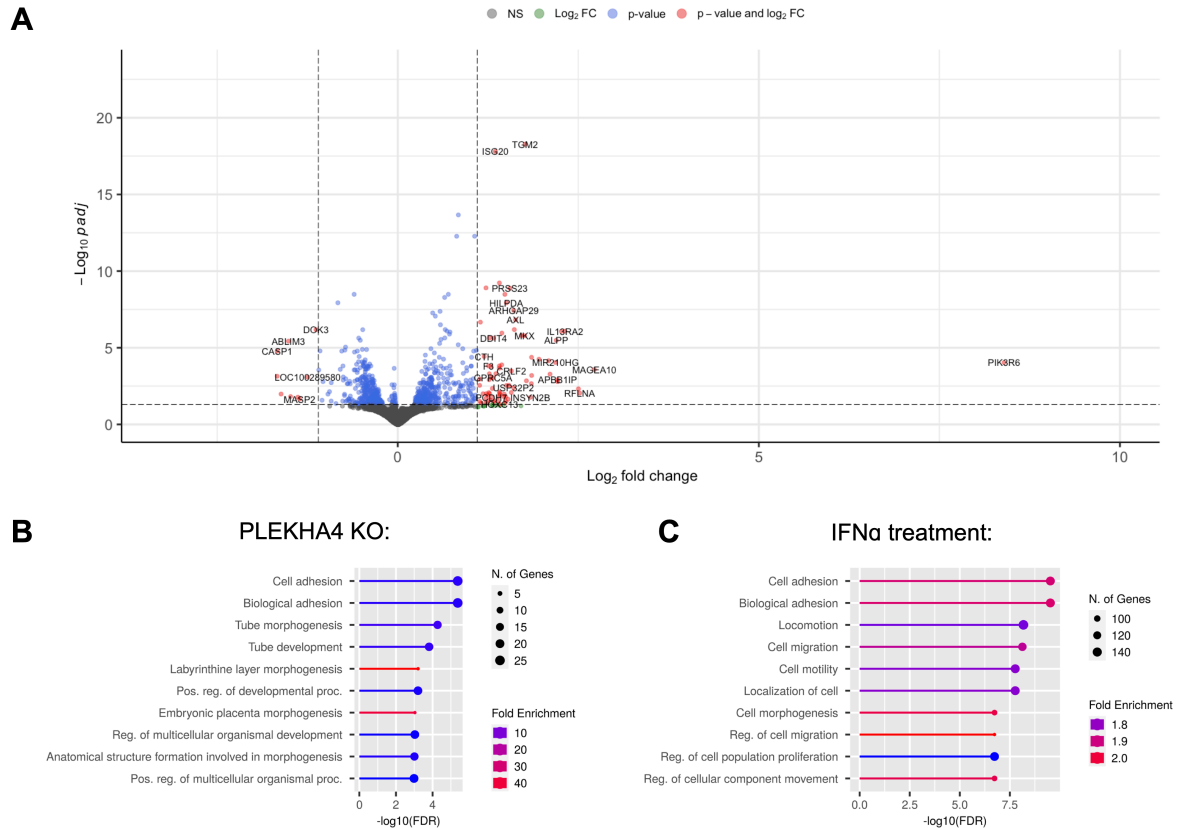 A
NS Log2 FC p-value p − value and log2 FC
− Log10 padj
20
15
10
5
0
TGM2
ISG20
PRSS23
HILPDA
ARHGAP29
AXL
DOK3
IL13RA2
DDIT4
MKX
ALPP
ABLIM3
CASP1
CTH
F3
MIR210HG
PIK3R6
CRLF2
MAGEA10
LOC100289580
GPRC5A
APBB1IP
USP32P2
RFLNA
MASP2
PCDH7
INSYN2B
HOXC13
0 5 10
Log2 fold change
B
PLEKHA4 KO:
Cell adhesion
Biological adhesion
Tube morphogenesis
Tube development
Labyrinthine layer morphogenesis
Pos. reg. of developmental proc.
Embryonic placenta morphogenesis
Reg. of multicellular organismal development
Anatomical structure formation involved in morphogenesis
Pos. reg. of multicellular organismal proc.
0 2 4
-log10(FDR)
N. of Genes
5
10
15
20
25
Fold Enrichment
10
20
30
40
C
IFNα treatment:
Cell adhesion
Biological adhesion
Locomotion
Cell migration
Cell motility
Localization of cell
Cell morphogenesis
Reg. of cell migration
Reg. of cell population proliferation
Reg. of cellular component movement
0.0 2.5 5.0 7.5
-log10(FDR)
N. of Genes
100
120
140
Fold Enrichment
1.8
1.9
2.0